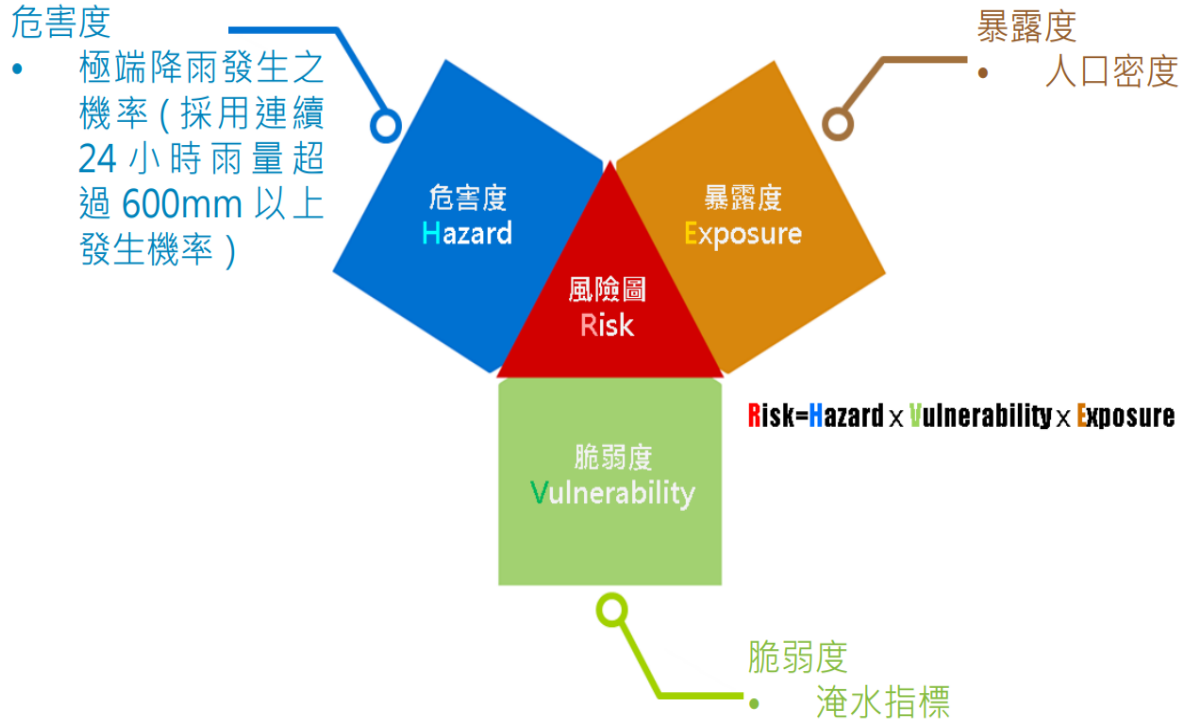 危害度
• 極端降雨發生之
機率(採用連續
24小時雨量超
過600mm以上
發生機率)
暴露度
• 人口密度
危害度
Hazard
暴露度
Exposure
風險圖
Risk
Risk=Hazard x Vulnerability x Exposure
脆弱度
Vulnerability
脆弱度
• 淹水指標